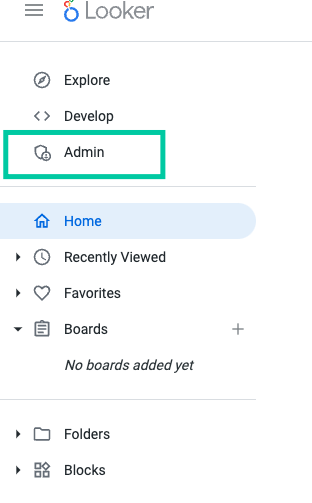 Looker
Explore
Develop
Admin
Home
Recently Viewed
Favorites
Boards
No boards added yet
Folders
Blocks